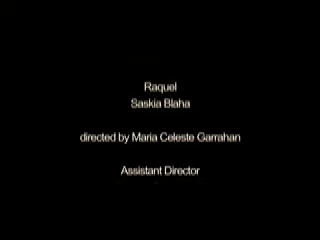 Raquel
Saskia Blaha
directed by Maria Celeste Garrahan
Assistant Director